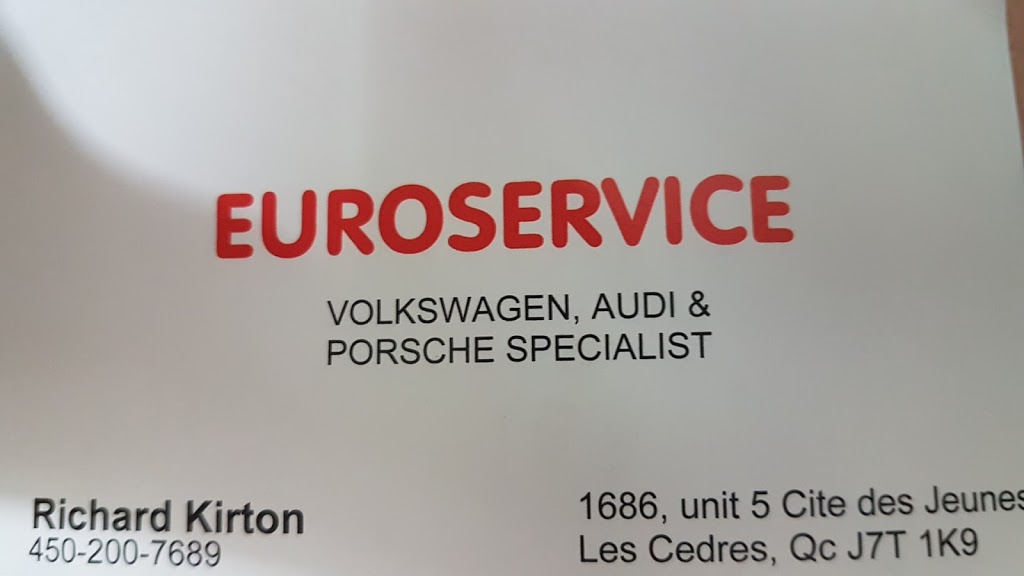 EUROSERVICE
VOLKSWAGEN, AUDI &
PORSCHE SPECIALIST
Richard Kirton
450-200-7689
1686, unit 5 Cite des Jeunes
Les Cedres, Qc J7T 1K9